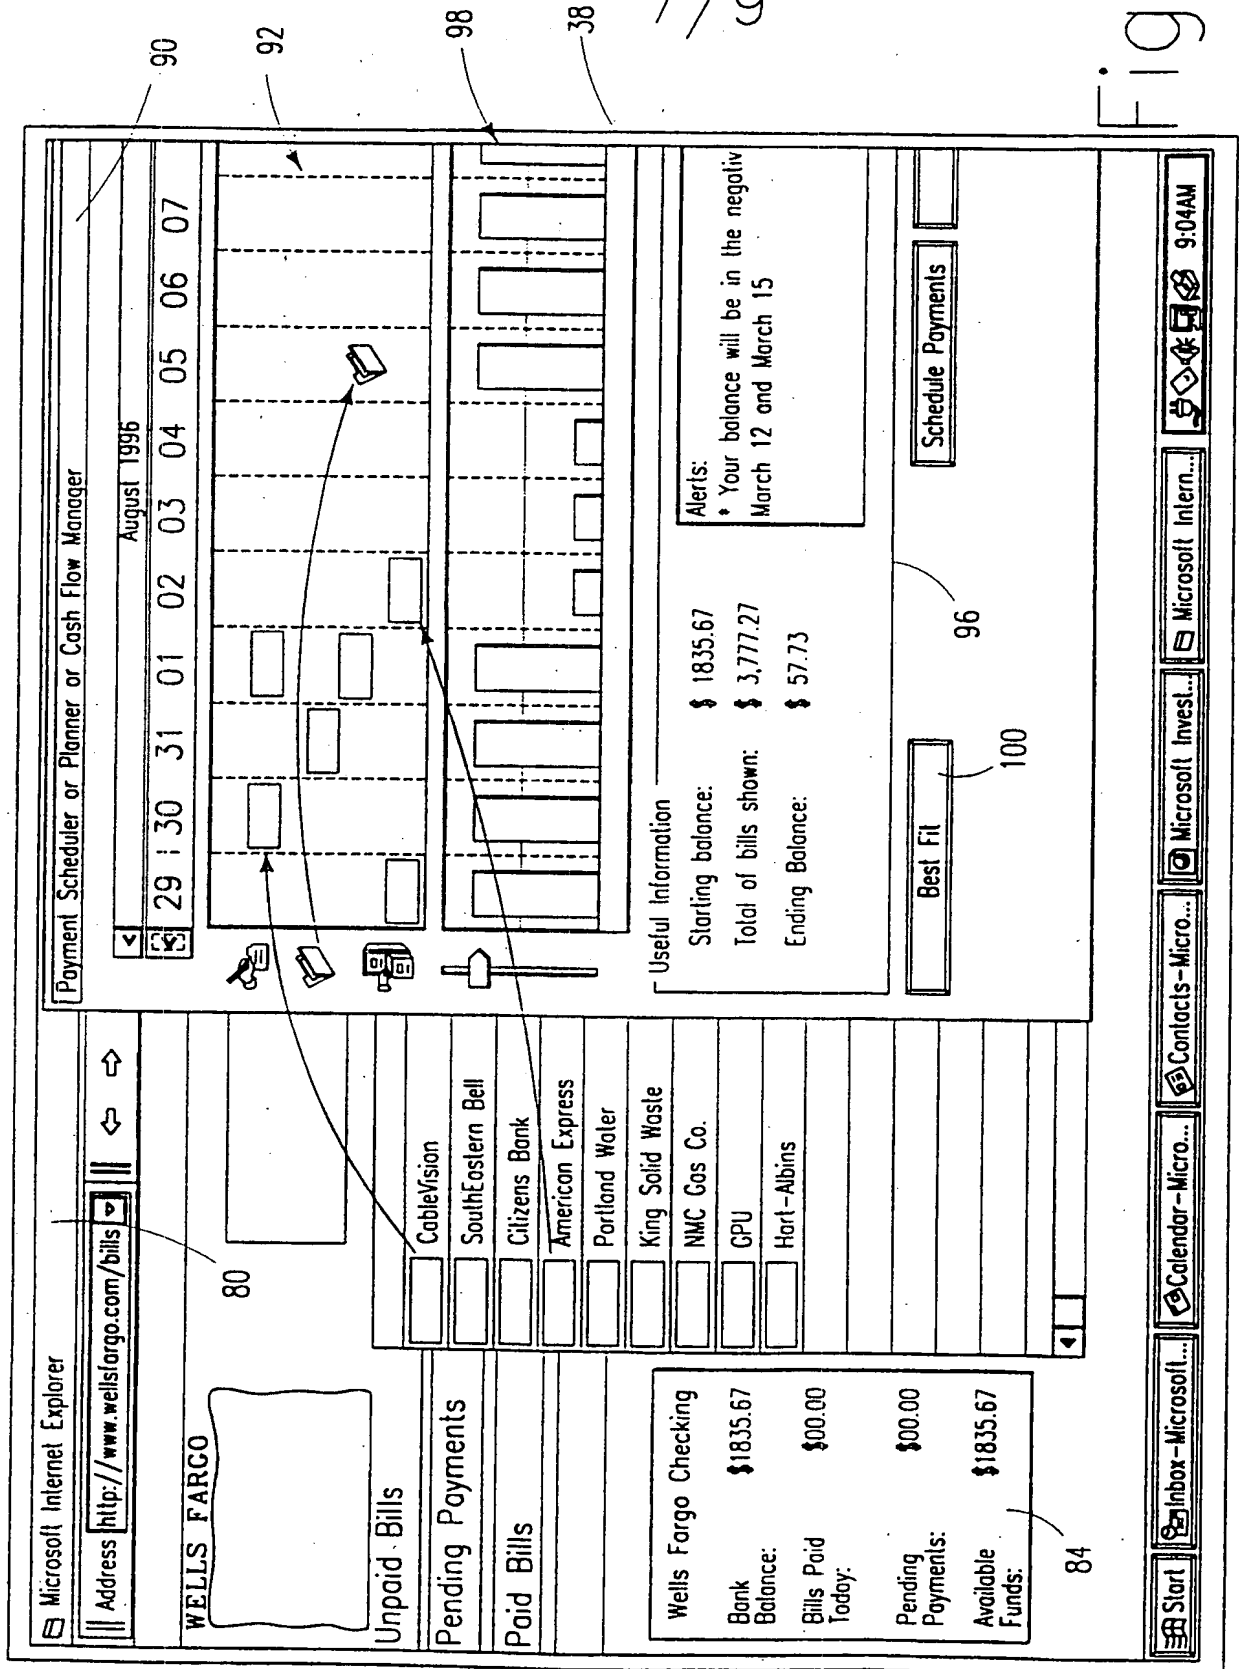 7/9
Fig
90
92
98
38
Microsoft Internet Explorer
Address http://www.wellsfargo.com/bills
80
WELLS FARGO
Unpaid Bills
Pending Payments
Paid Bills
CableVision
SouthEastern Bell
Citizens Bank
American Express
Portland Water
King Solid Waste
NMC Gas Co.
GPU
Hart-Albins
Wells Fargo Checking
Bank Balance: $1835.67
Bills Paid Today: $00.00
Pending Payments: $00.00
Available Funds: $1835.67
84
Payment Scheduler or Planner or Cash Flow Manager
August 1996
29 30 31 01 02 03 04 05 06 07
Useful Information
Starting balance: $ 1835.67
Total of bills shown: $ 3,777.27
Ending Balance: $ 57.73
Alerts:
* Your balance will be in the negativ
March 12 and March 15
96
Best Fit
100
Schedule Payments
Start
Inbox-Microsoft...
Calendar-Micro...
Contacts-Micro...
Microsoft Invest...
Microsoft Intern...
9:04AM